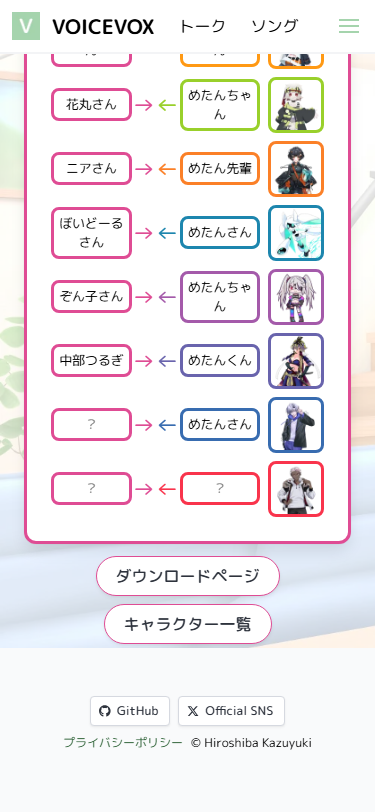 V VOICEVOX トーク ソング
花丸さん → ← めたんちゃ
ん
ニアさん → ← めたん先輩
ぼいどーる
さん → ← めたんさん
ぞん子さん → ← めたんちゃ
ん
中部つるぎ → ← めたんくん
? → ← めたんさん
? → ← ?
ダウンロードページ
キャラクター一覧
GitHub Official SNS
プライバシーポリシー © Hiroshiba Kazuyuki